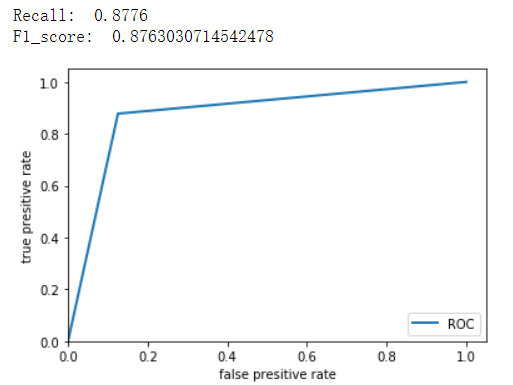 Recall:  0.8776
F1_score:  0.8763030714542478
1.0
0.8
0.6
0.4
0.2
0.0
true presitive rate
ROC
0.0 0.2 0.4 0.6 0.8 1.0
false presitive rate